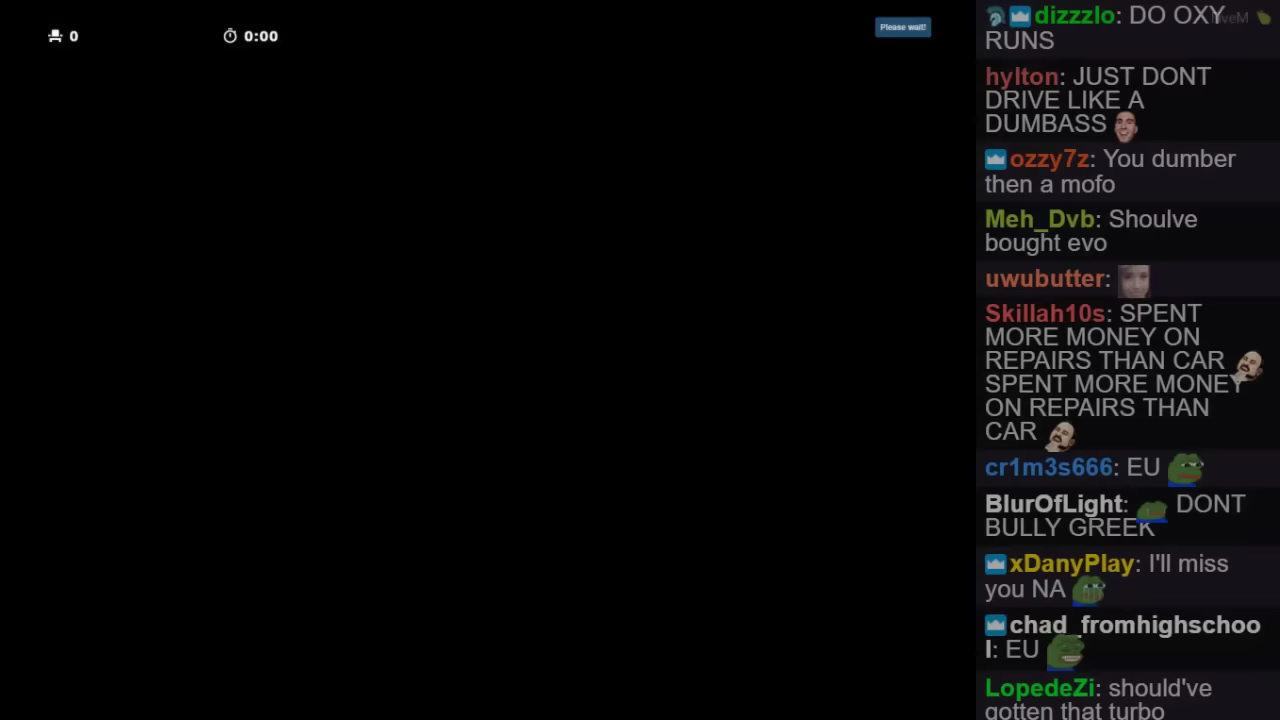 0
0:00
Please wait!
dizzzlo: DO OXY
RUNS
hylton: JUST DONT
DRIVE LIKE A
DUMBASS
ozzy7z: You dumber
then a mofo
Meh_Dvb: Shoulve
bought evo
uwubutter:
Skillah10s: SPENT
MORE MONEY ON
REPAIRS THAN CAR
SPENT MORE MONEY
ON REPAIRS THAN
CAR
cr1m3s666: EU
BlurOfLight: DONT
BULLY GREEK
xDanyPlay: I'll miss
you NA
chad_fromhighschoo
l: EU
LopedeZi: should've
gotten that turbo